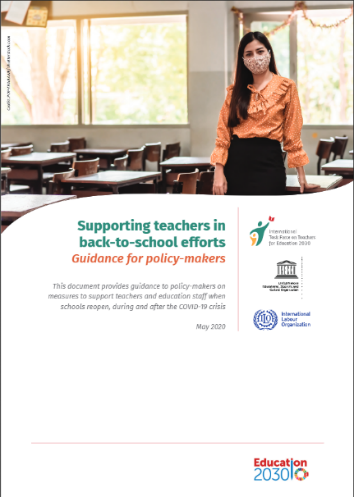 Supporting teachers in
back-to-school efforts
Guidance for policy-makers
This document provides guidance to policy-makers on
measures to support teachers and education staff when
schools reopen, during and after the COVID-19 crisis
May 2020
International
Task Force on Teachers
for Education 2030
International
Labour
Organization
Education
2030